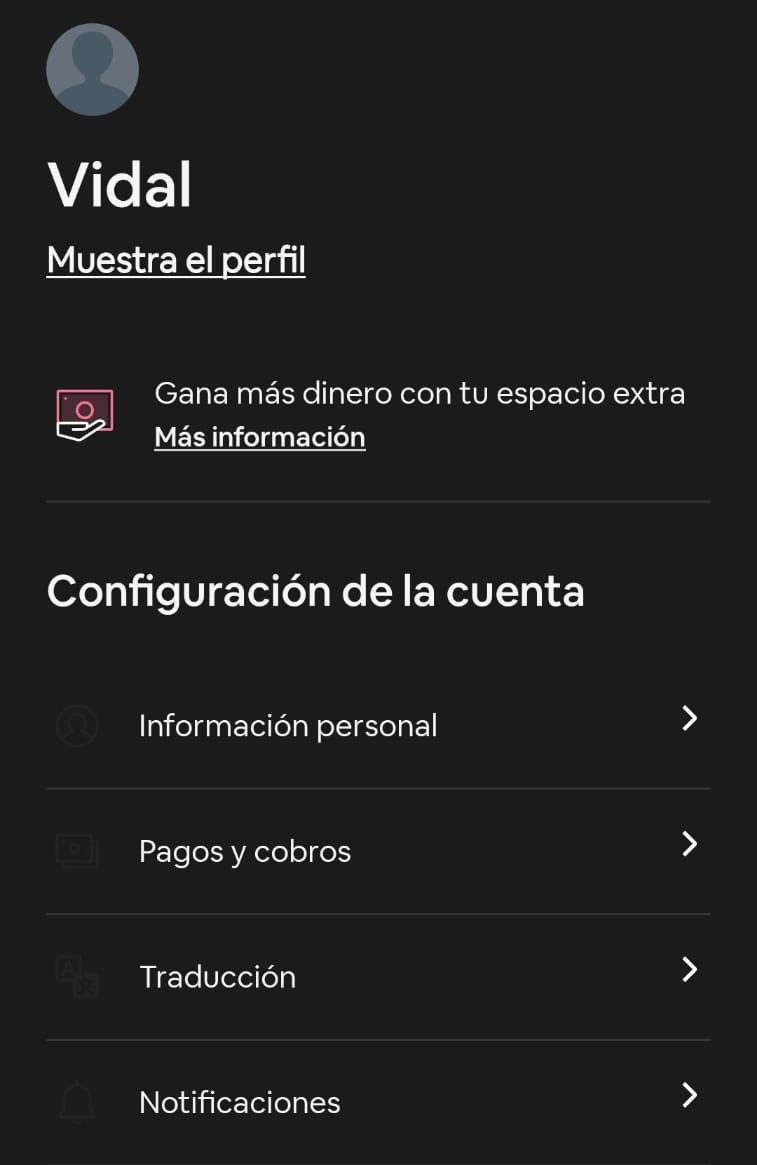 Vidal
Muestra el perfil
Gana más dinero con tu espacio extra
Más información
Configuración de la cuenta
Información personal
Pagos y cobros
Traducción
Notificaciones